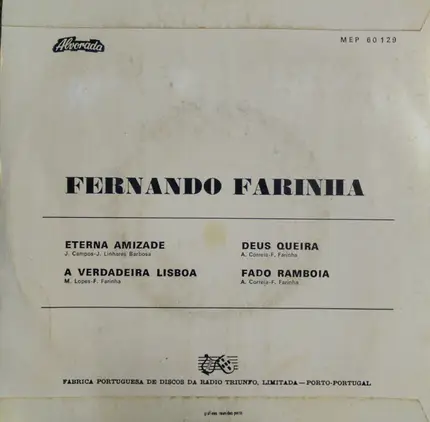 Alvorada
MEP 60129
FERNANDO FARINHA
ETERNA AMIZADE
J. Campos-J. Linhares Barbosa
A VERDADEIRA LISBOA
M. Lopes-F. Farinha
DEUS QUEIRA
A. Correia-F. Farinha
FADO RAMBOIA
A. Correia-F. Farinha
FABRICA PORTUGUESA DE DISCOS DA RADIO TRIUNFO, LIMITADA — PORTO-PORTUGAL